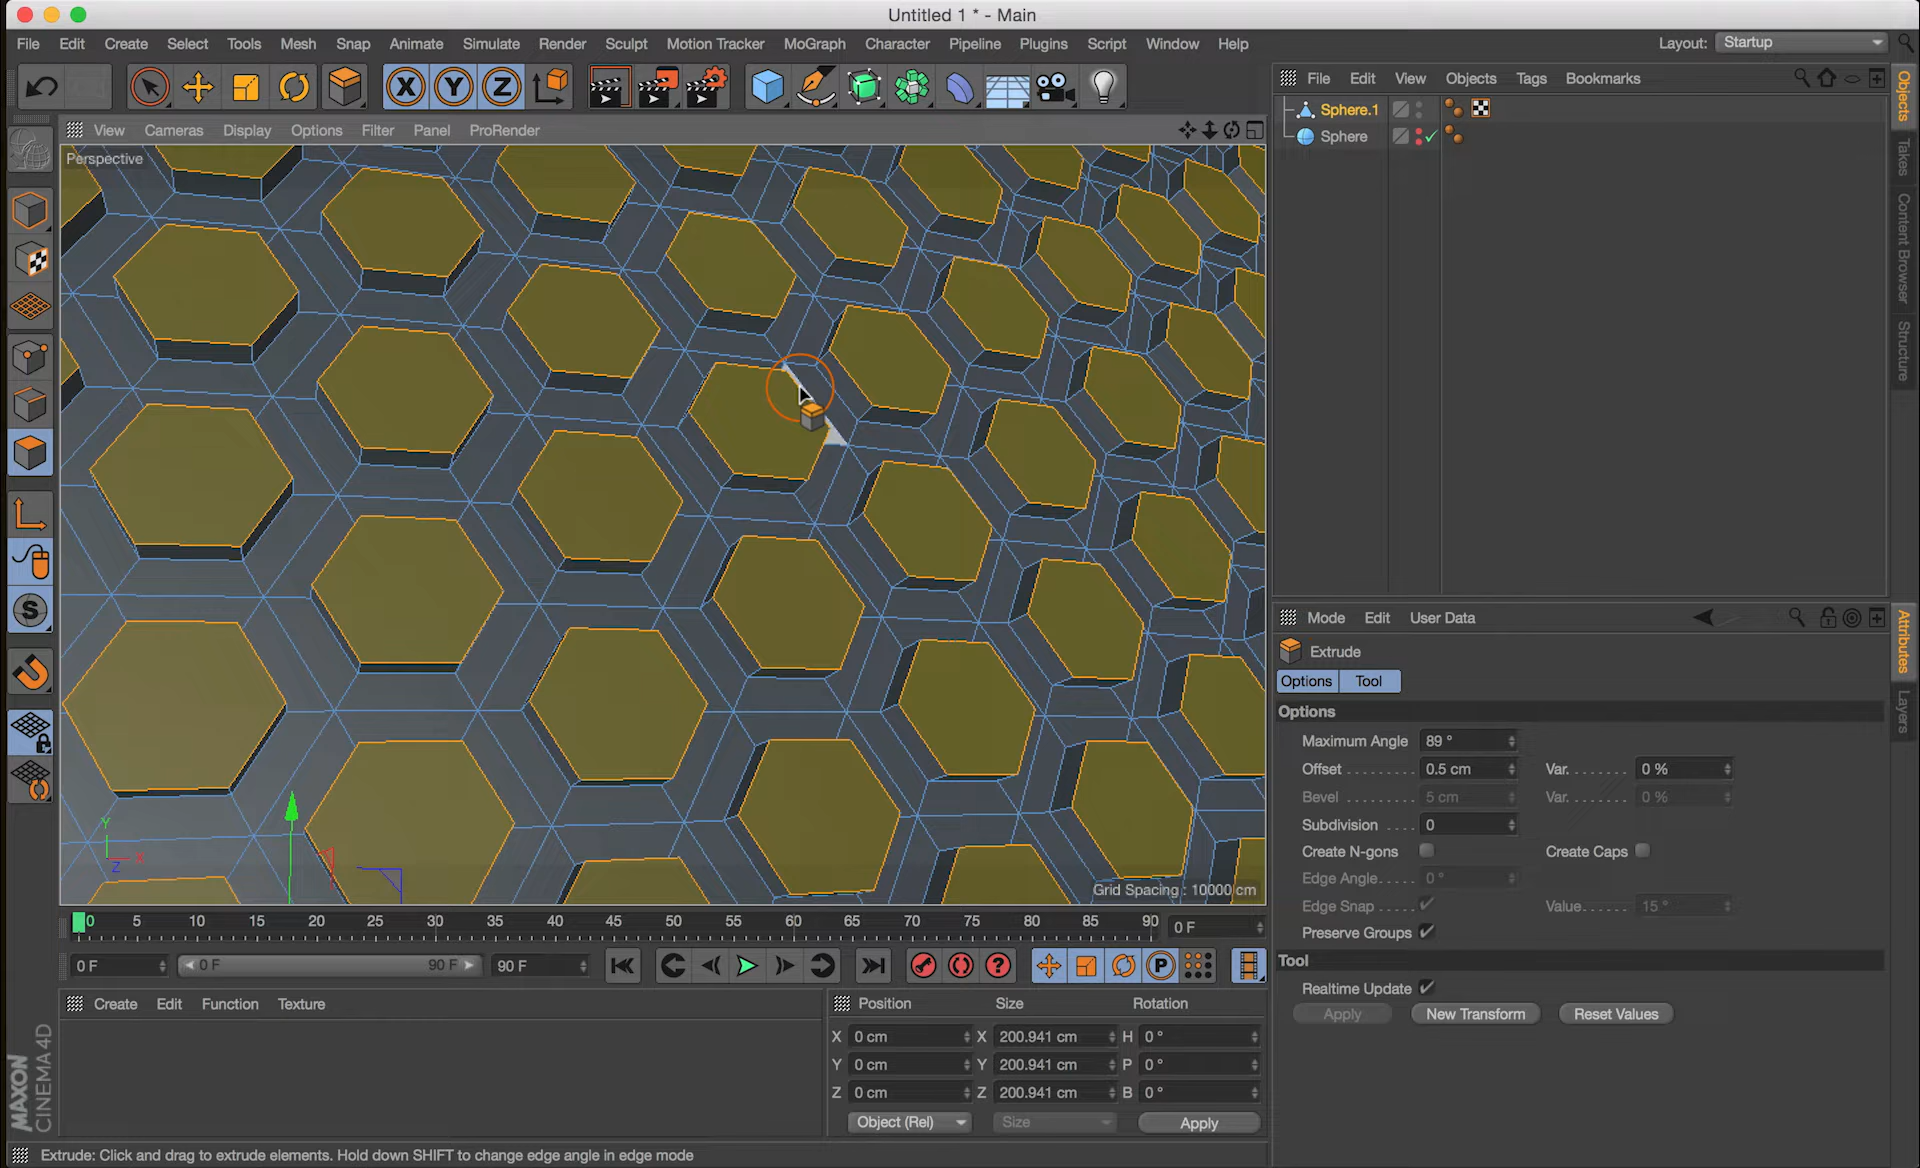 Untitled 1 * - Main
File Edit Create Select Tools Mesh Snap Animate Simulate Render Sculpt Motion Tracker MoGraph Character Pipeline Plugins Script Window Help
Layout: Startup
X Y Z
File Edit View Objects Tags Bookmarks
View Cameras Display Options Filter Panel ProRender
Perspective
Sphere.1
Sphere
Objects
Takes
Content Browser
Structure
S
Mode Edit User Data
Extrude
Options Tool
Options
Maximum Angle 89 °
Offset 0.5 cm Var. 0 %
Bevel 5 cm Var. 0 %
Subdivision 0
Create N-gons Create Caps
Edge Angle 0 °
Edge Snap Value 15 °
Preserve Groups
Tool
Realtime Update
Apply New Transform Reset Values
Attributes
Layers
Y
X
Z
Grid Spacing : 10000 cm
0 5 10 15 20 25 30 35 40 45 50 55 60 65 70 75 80 85 90 0 F
0 F 0 F 90 F 90 F
? P
Create Edit Function Texture
Position Size Rotation
X 0 cm X 200.941 cm H 0 °
Y 0 cm Y 200.941 cm P 0 °
Z 0 cm Z 200.941 cm B 0 °
Object (Rel) Size Apply
MAXON
CINEMA 4D
Extrude: Click and drag to extrude elements. Hold down SHIFT to change edge angle in edge mode